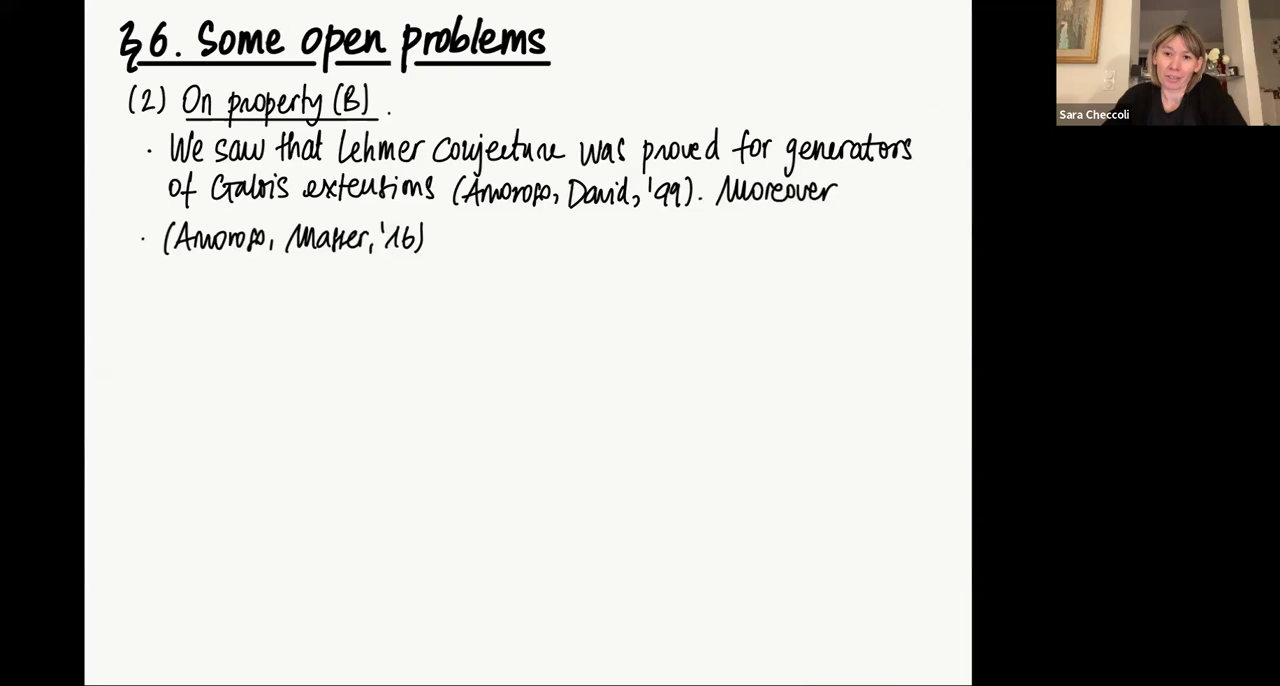 §6. Some open problems
(2) On property (B).
· We saw that Lehmer Conjecture was proved for generators
of Galois extensions (Amoroso, David, '99). Moreover
· (Amoroso, Masser, '16)
Sara Checcoli